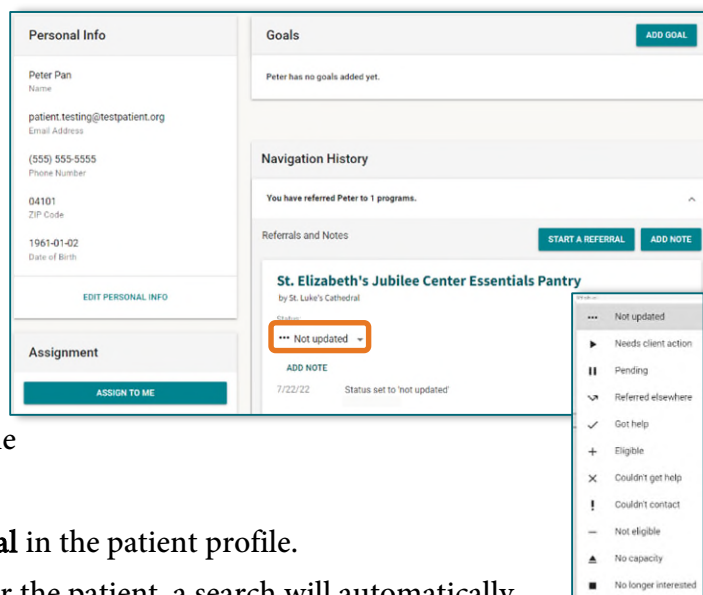 Personal Info
Peter Pan
Name
patient.testing@testpatient.org
Email Address
(555) 555-5555
Phone Number
04101
ZIP Code
1961-01-02
Date of Birth
EDIT PERSONAL INFO
Assignment
ASSIGN TO ME
Goals
ADD GOAL
Peter has no goals added yet.
Navigation History
You have referred Peter to 1 programs.
Referrals and Notes
START A REFERRAL
ADD NOTE
St. Elizabeth's Jubilee Center Essentials Pantry
by St. Luke's Cathedral
Status:
••• Not updated
ADD NOTE
7/22/22 Status set to 'not updated'
••• Not updated
Needs client action
Pending
Referred elsewhere
Got help
Eligible
Couldn't get help
Couldn't contact
Not eligible
No capacity
No longer interested
in the patient profile.
the patient, a search will automatically